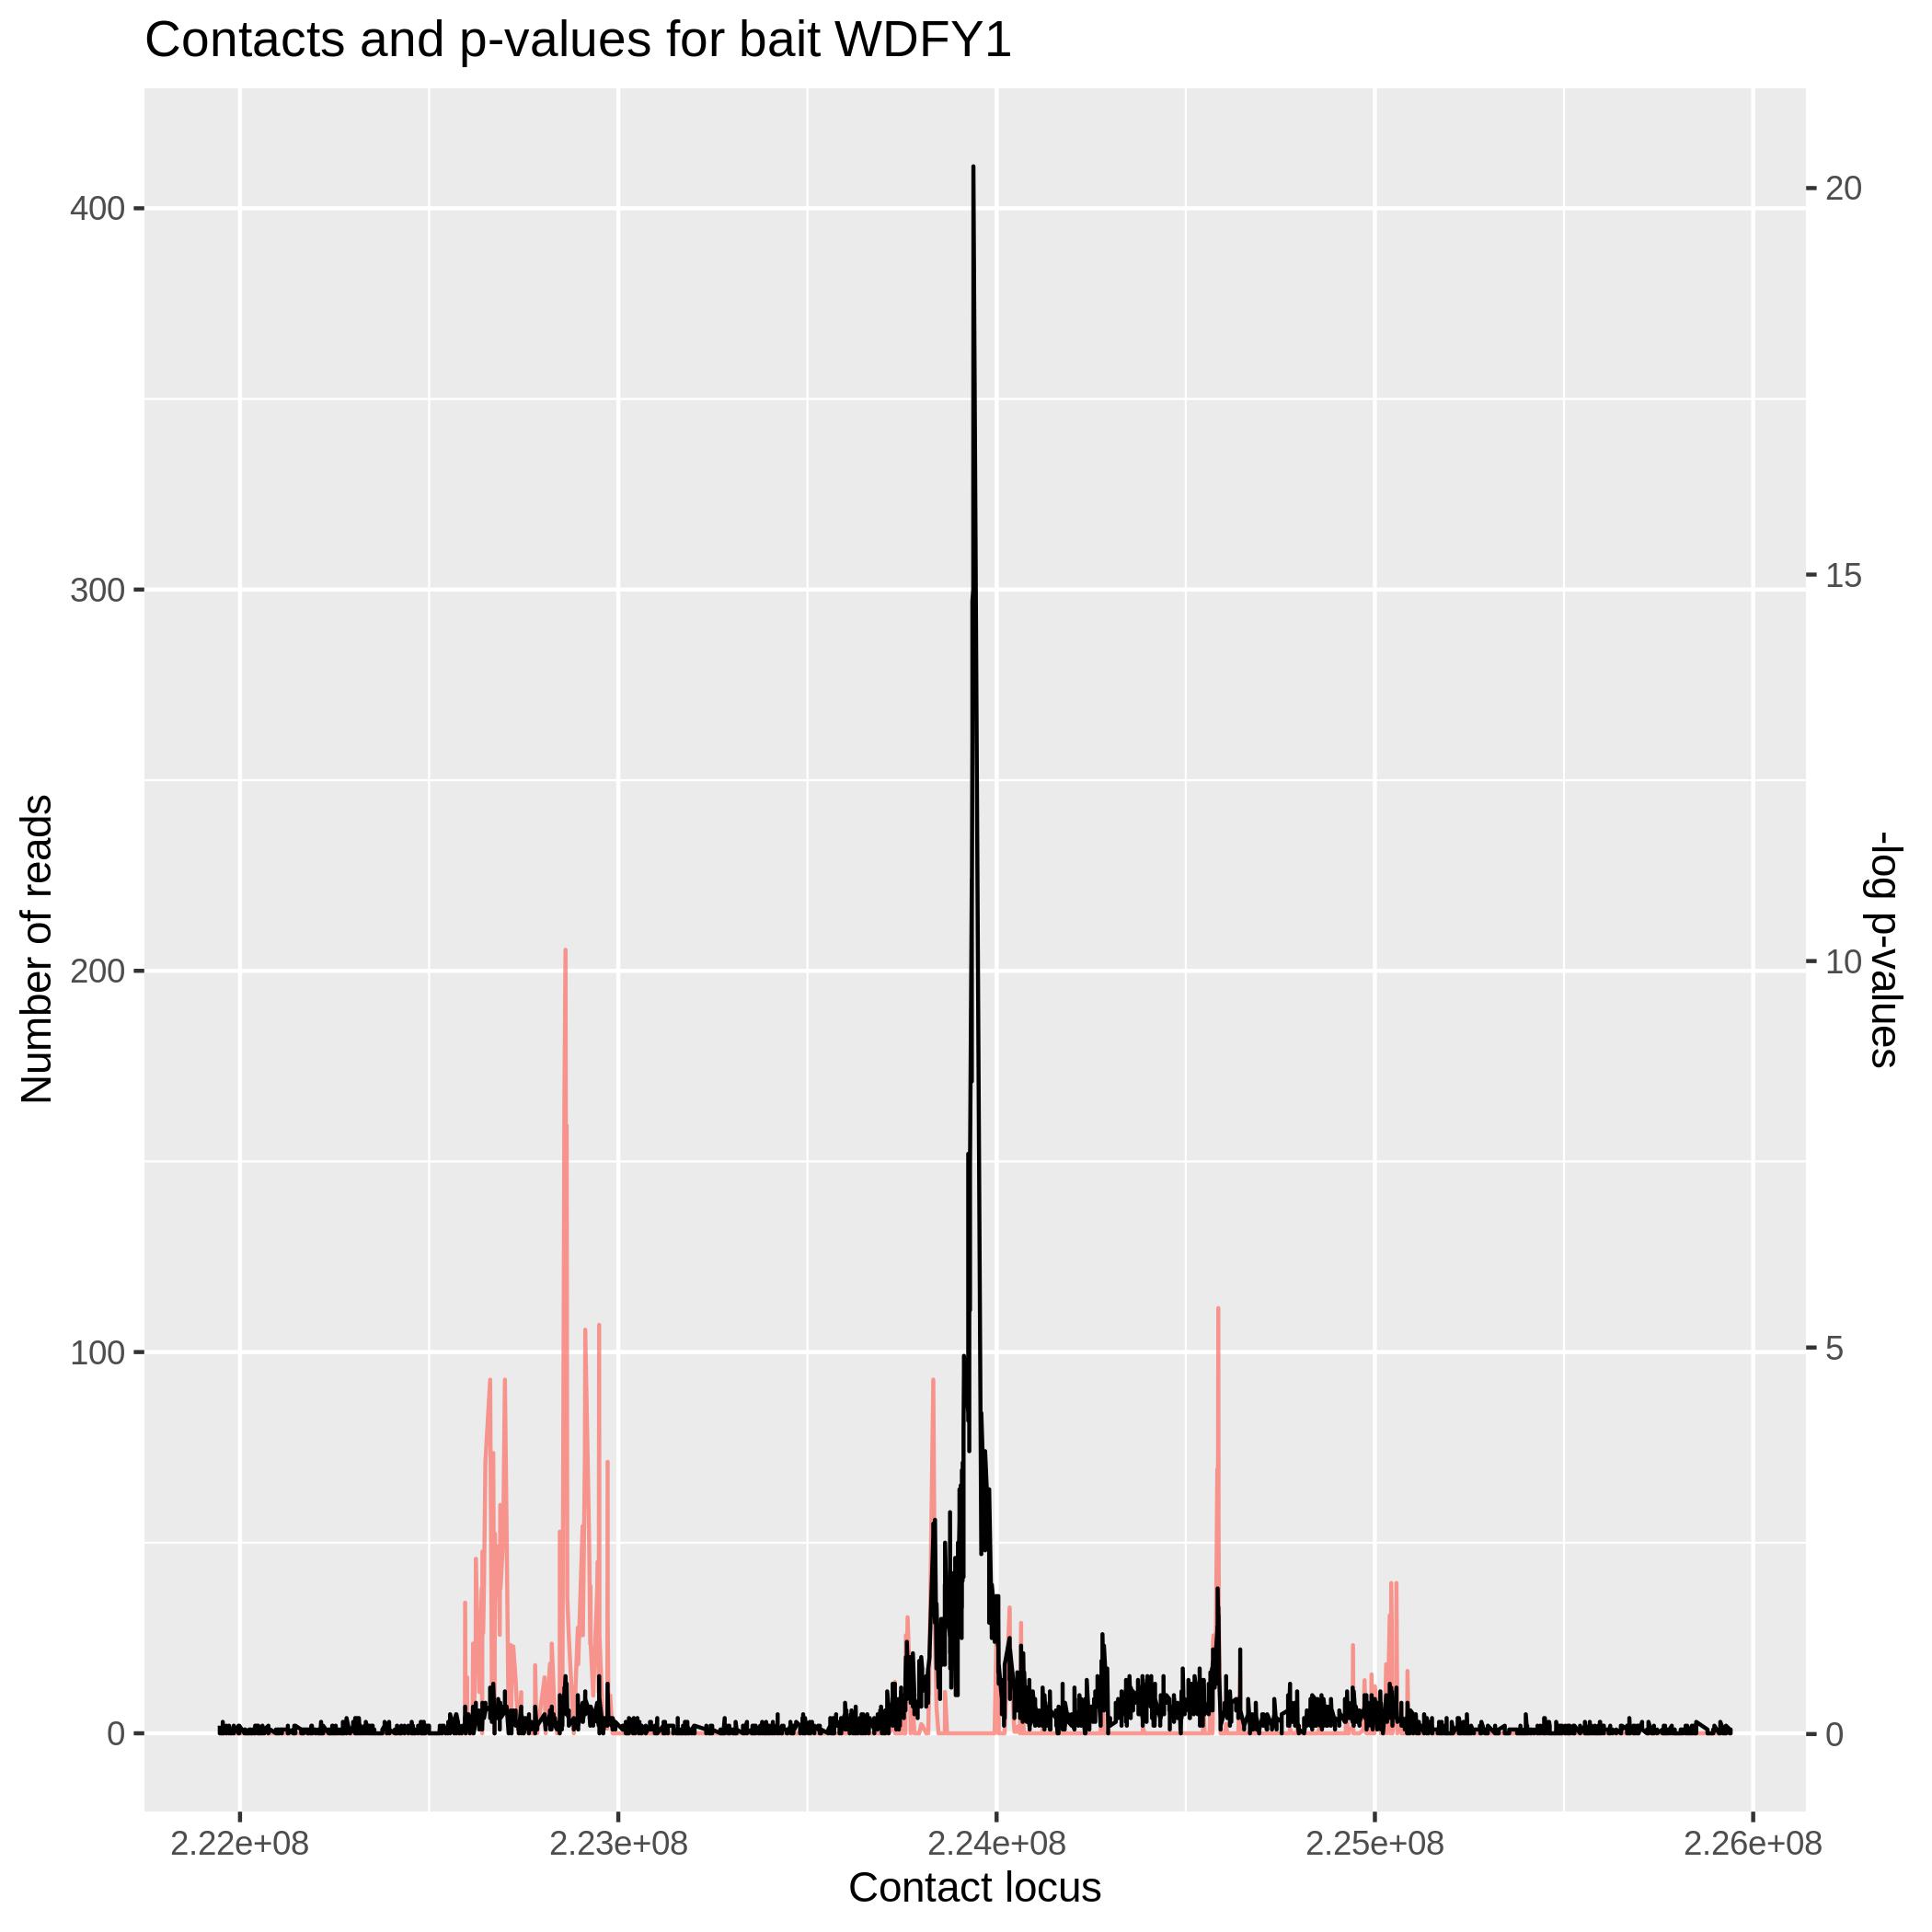 Contacts and p-values for bait WDFY1
Number of reads
400
300
200
100
0
20
15
10
5
0
-log p-values
2.22e+08
2.23e+08
2.24e+08
2.25e+08
2.26e+08
Contact locus